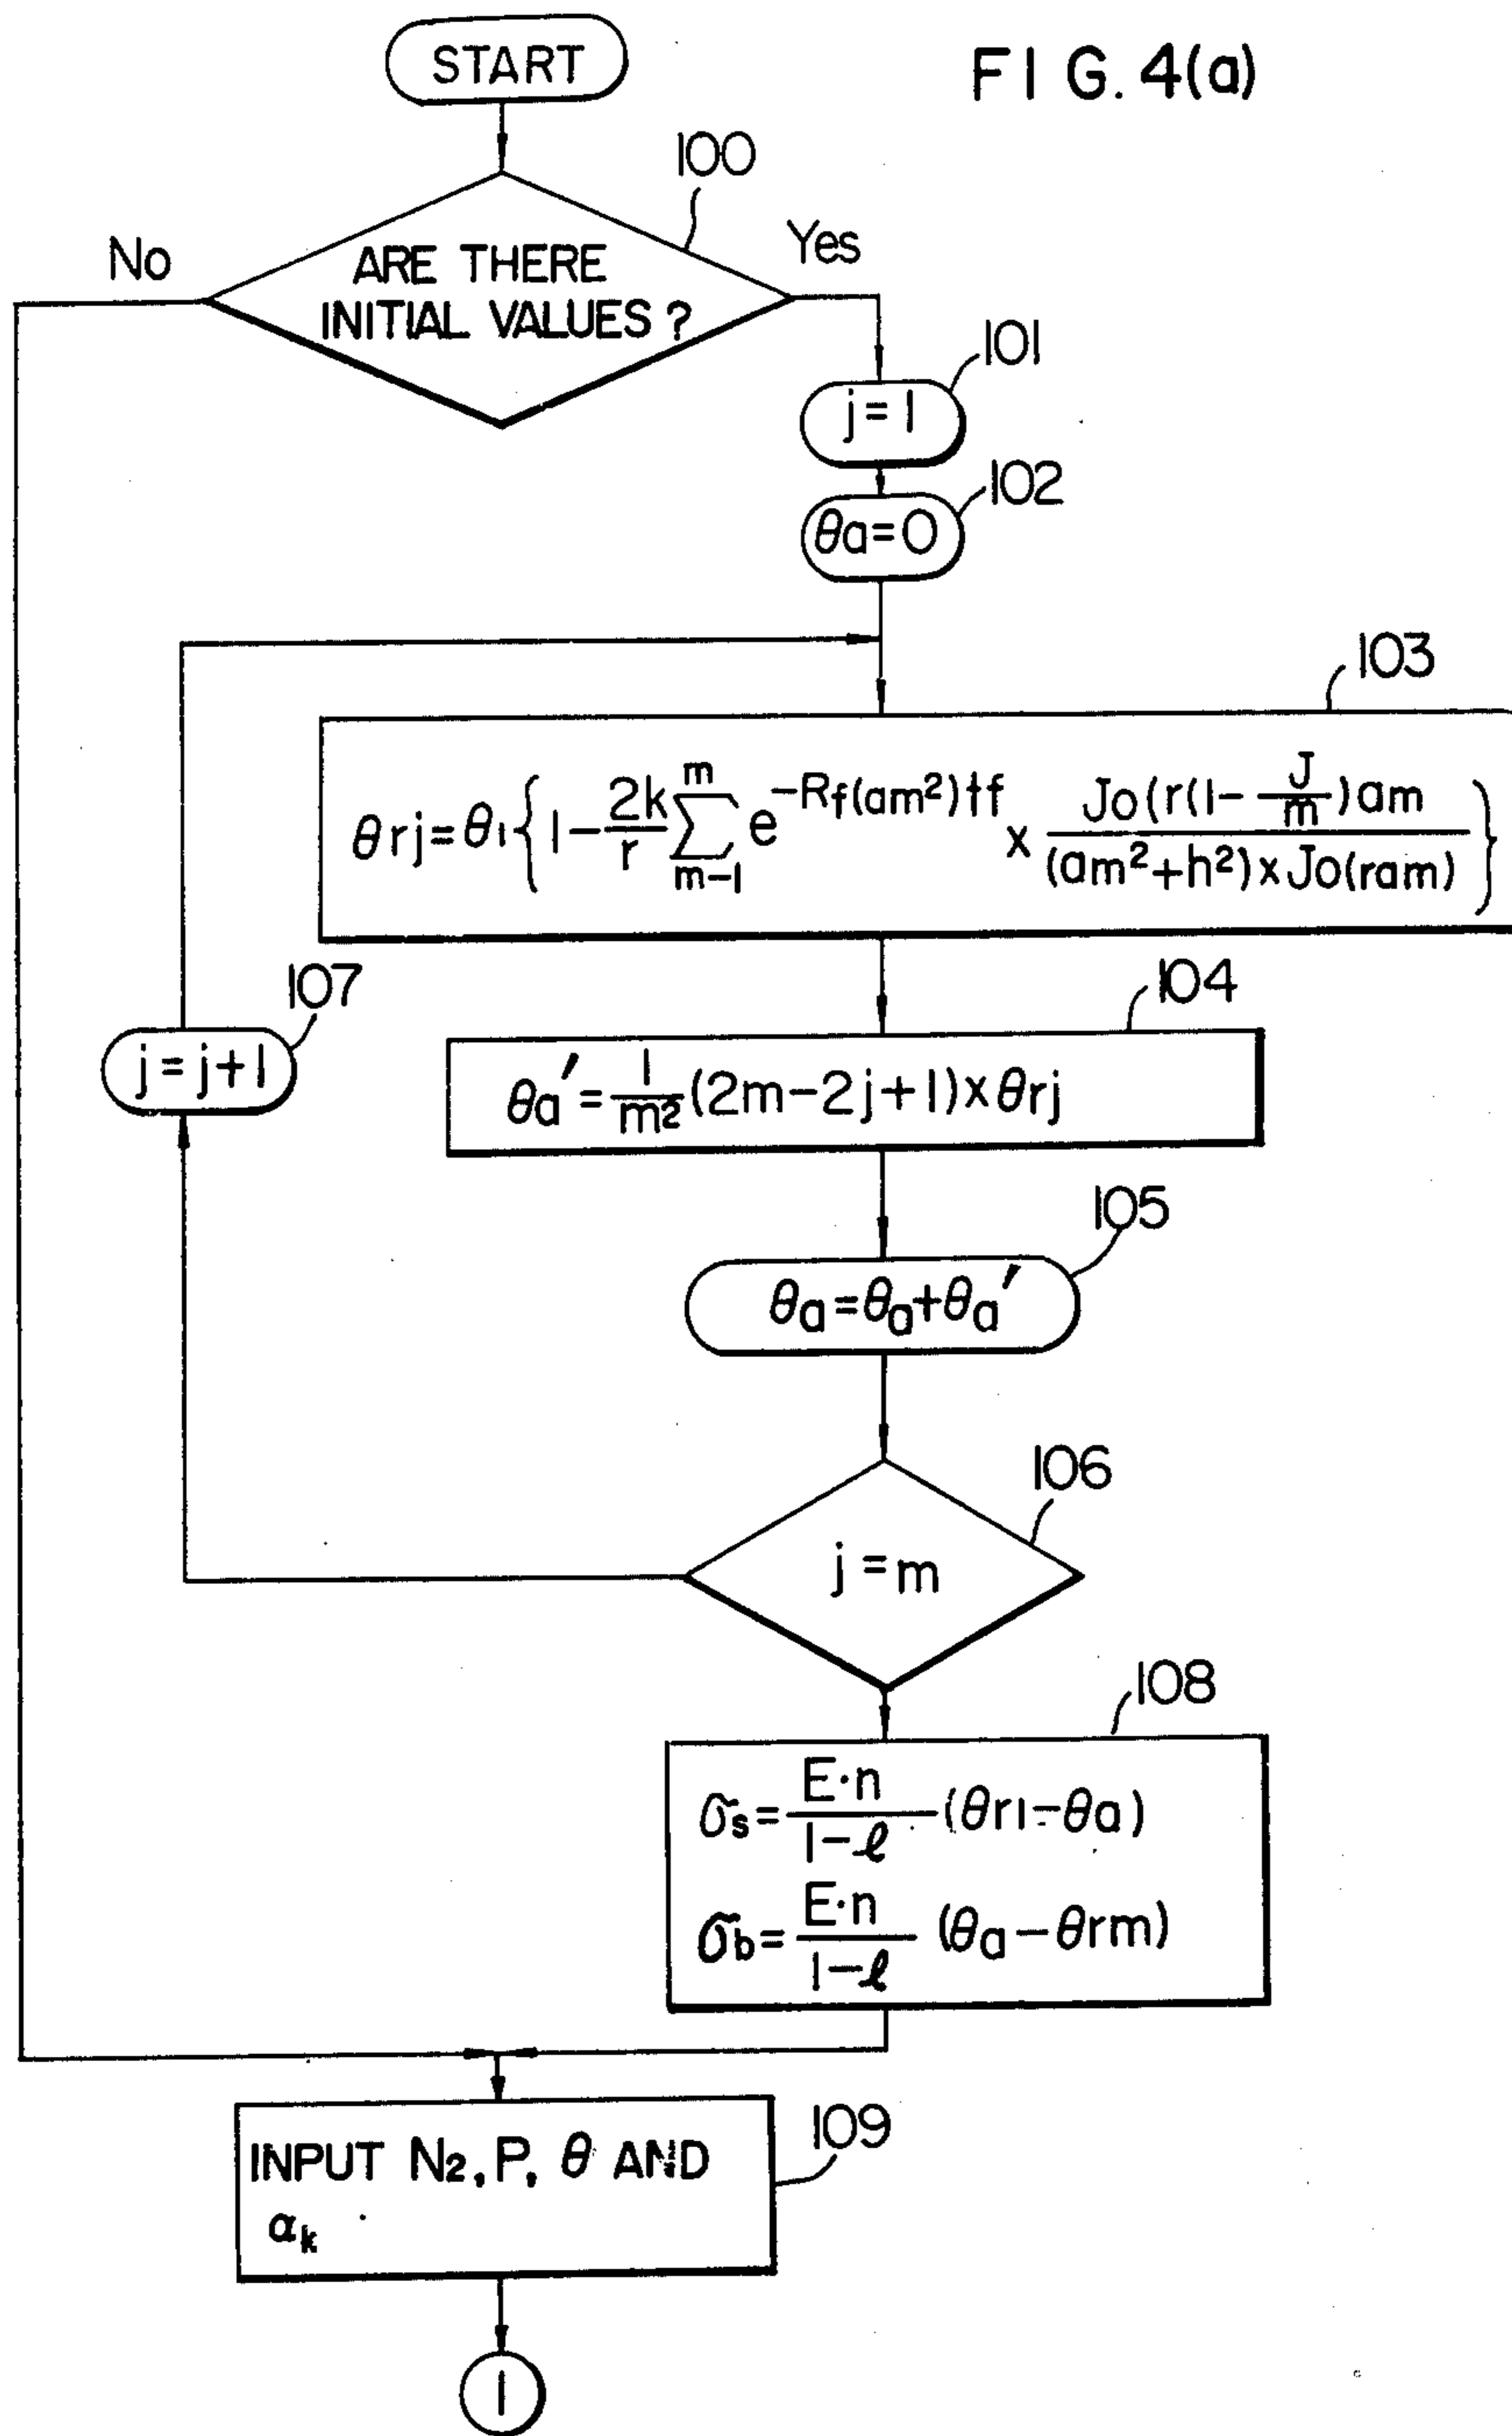 FIG. 4(a)
START
100
No
Yes
ARE THERE
INITIAL VALUES ?
101
j = 1
102
θa=0
103
θrj=θ1{1-2k/r Σ(m-1, m) e^-Rf(am²)tf x Jo(r(1-J/m)am / (am²+h²)xJo(ram)}
107
j = j+1
104
θa′=1/m²(2m-2j+1)xθrj
105
θa=θa+θa′
106
j = m
108
σs=E·n/1-ℓ(θr1-θa)
σb=E·n/1-ℓ(θa-θrm)
109
INPUT N2, P, θ AND
αk
1